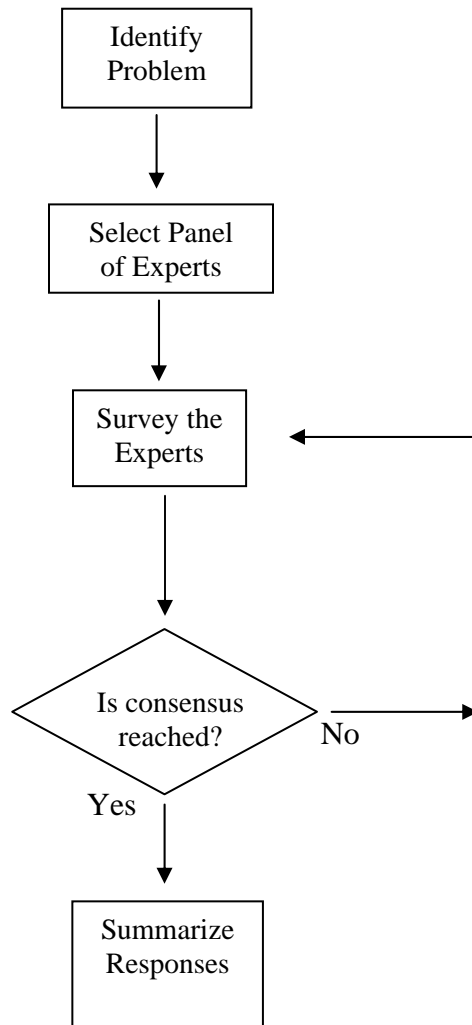 Identify
Problem
Select Panel
of Experts
Survey the
Experts
Is consensus
reached?
No
Yes
Summarize
Responses